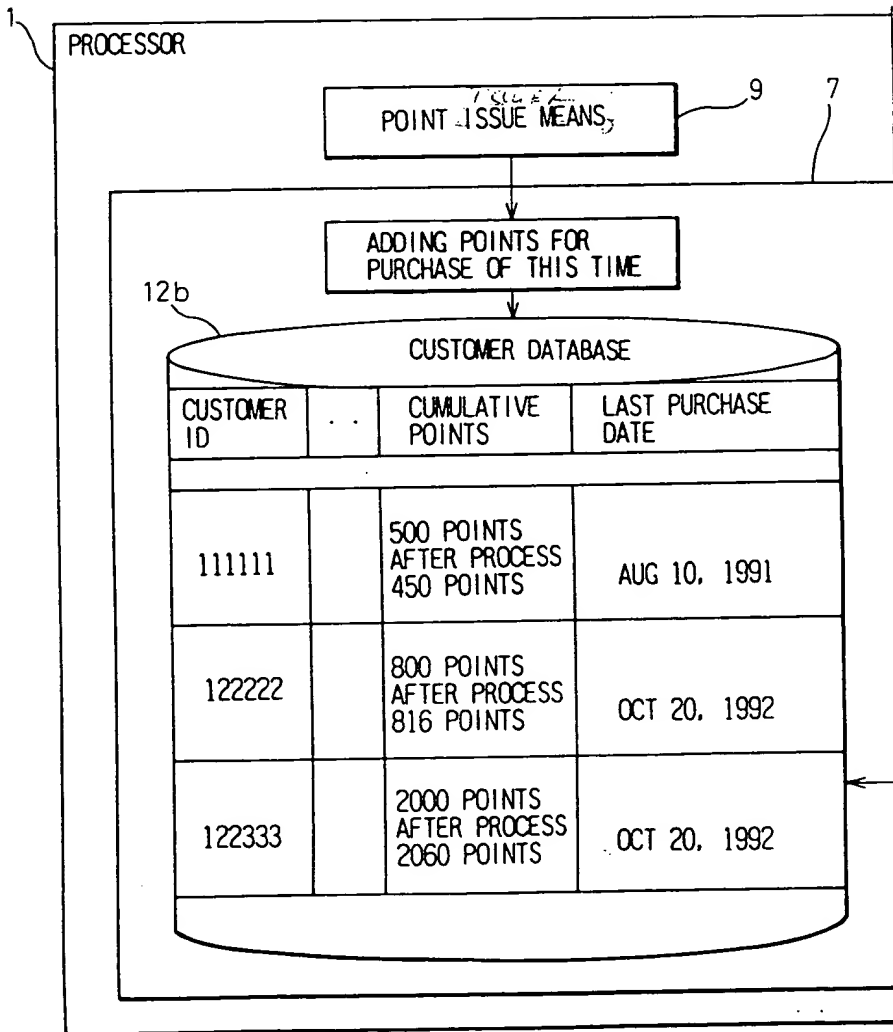 1
PROCESSOR
POINT ISSUE MEANS
9
7
ADDING POINTS FOR
PURCHASE OF THIS TIME
12b
CUSTOMER DATABASE
CUSTOMER
ID
. .
CUMULATIVE
POINTS
LAST PURCHASE
DATE
111111
500 POINTS
AFTER PROCESS
450 POINTS
AUG 10, 1991
122222
800 POINTS
AFTER PROCESS
816 POINTS
OCT 20, 1992
122333
2000 POINTS
AFTER PROCESS
2060 POINTS
OCT 20, 1992